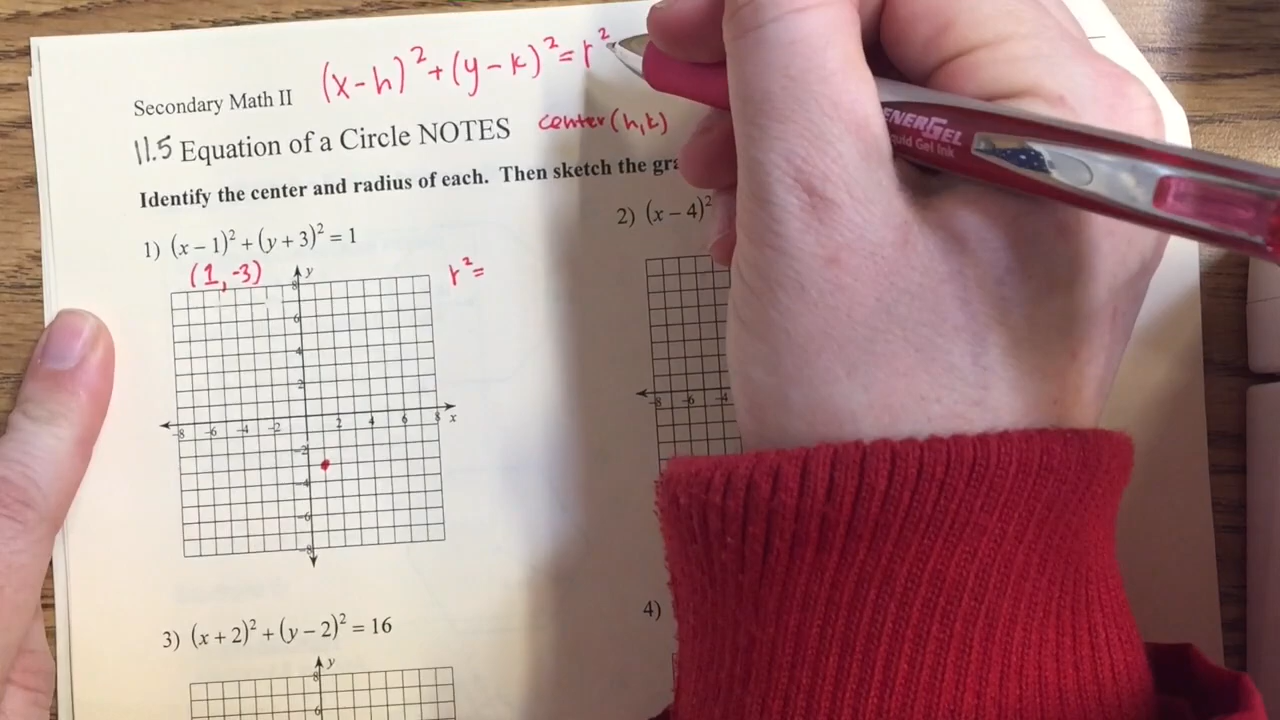 (x-h)²+(y-k)²=r²
Secondary Math II
11.5 Equation of a Circle NOTES
center(h,k)
Identify the center and radius of each. Then sketch the gra
1) (x − 1)² + (y + 3)² = 1
2) (x − 4)²
(1,-3)
r²=
y
8
6
4
2
-8 -6 -4 -2 2 4 6 8 x
-2
-4
-6
-8
-8 -6 -4
3) (x + 2)² + (y − 2)² = 16
4)
y
8
6
ENERGEL
Liquid Gel Ink